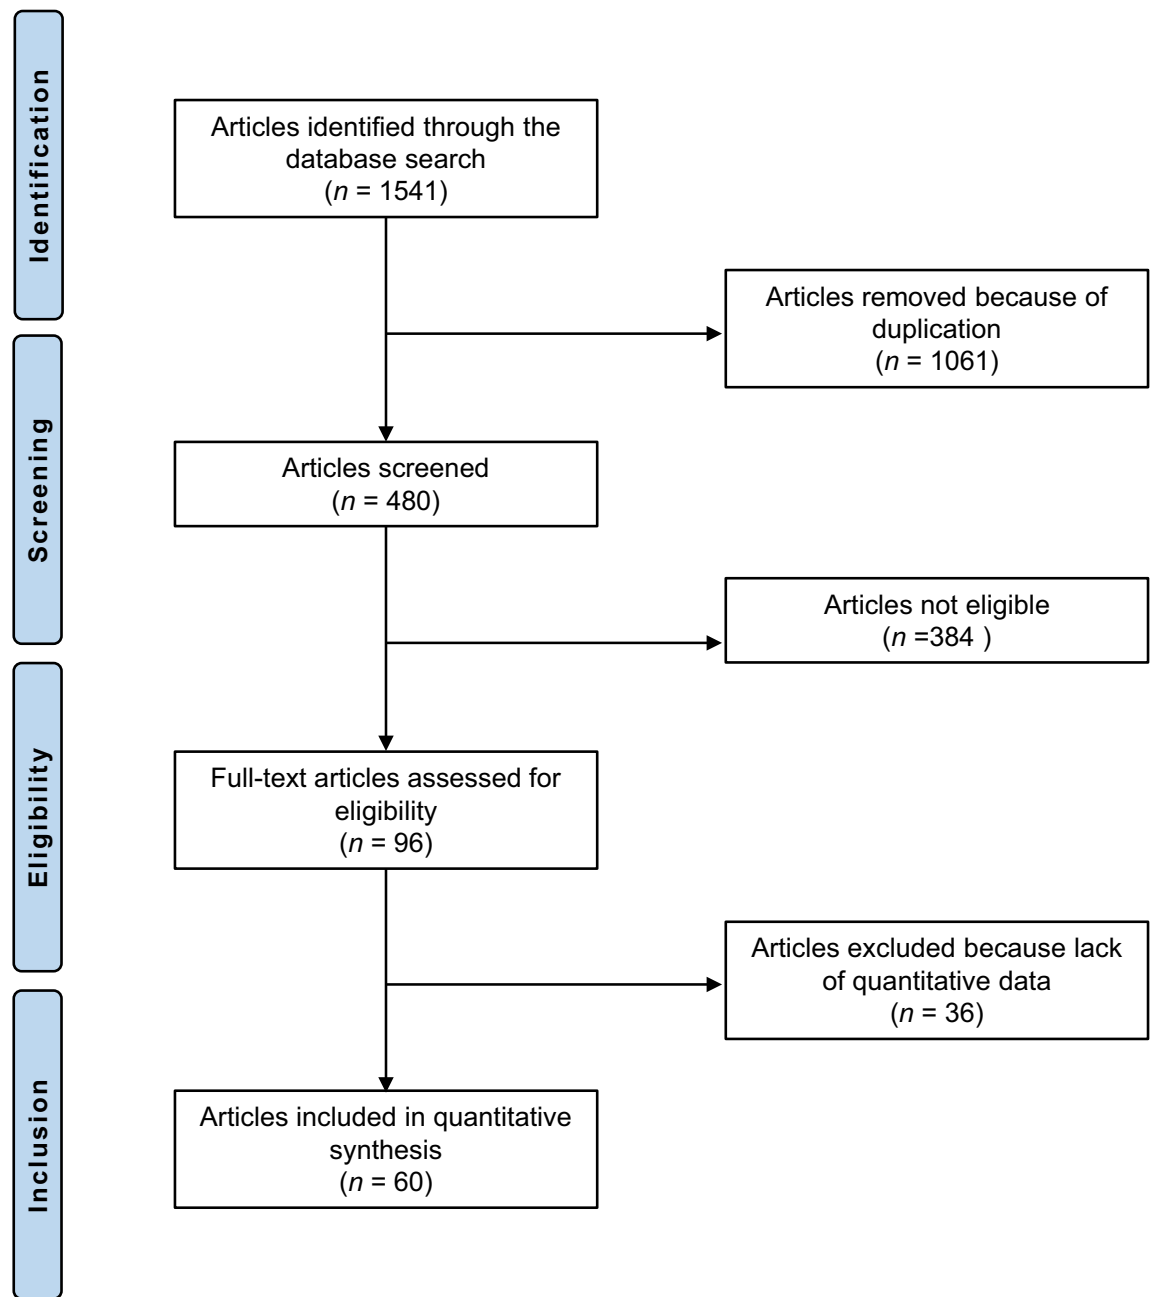 Identification
Articles identified through the
database search
(n = 1541)
Articles removed because of
duplication
(n = 1061)
Screening
Articles screened
(n = 480)
Articles not eligible
(n =384 )
Eligibility
Full-text articles assessed for
eligibility
(n = 96)
Articles excluded because lack
of quantitative data
(n = 36)
Inclusion
Articles included in quantitative
synthesis
(n = 60)